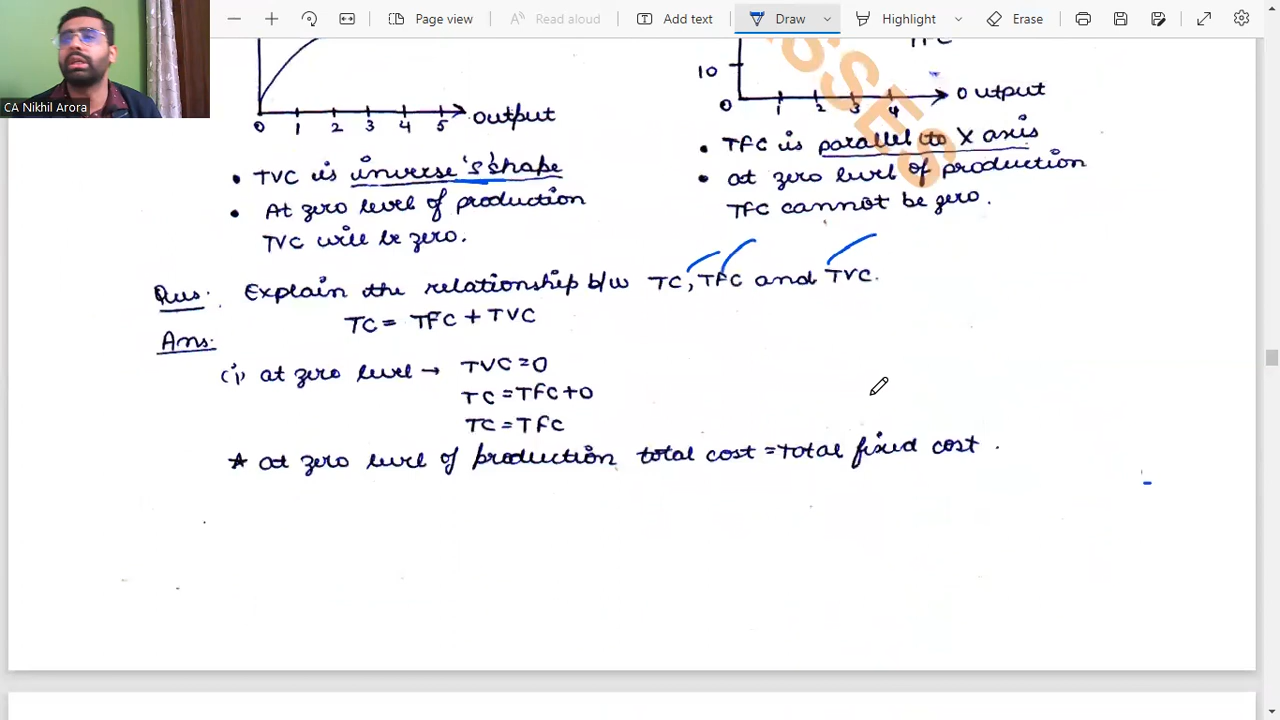 Page view
Read aloud
Add text
Draw
Highlight
Erase
CA Nikhil Arora
0 1 2 3 4 5 output
10
TFC
SSES
0 1 2 3 4 output
• TVC is inverse 's' shape
• At zero level of production
TVC will be zero.
• TFC is parallel to X axis
• at zero level of production
TFC cannot be zero.
Ques. Explain the relationship b/w TC, TFC and TVC.
TC = TFC + TVC
Ans.
(i) at zero level → TVC = 0
TC = TFC + 0
TC = TFC
★ at zero level of production total cost = total fixed cost.